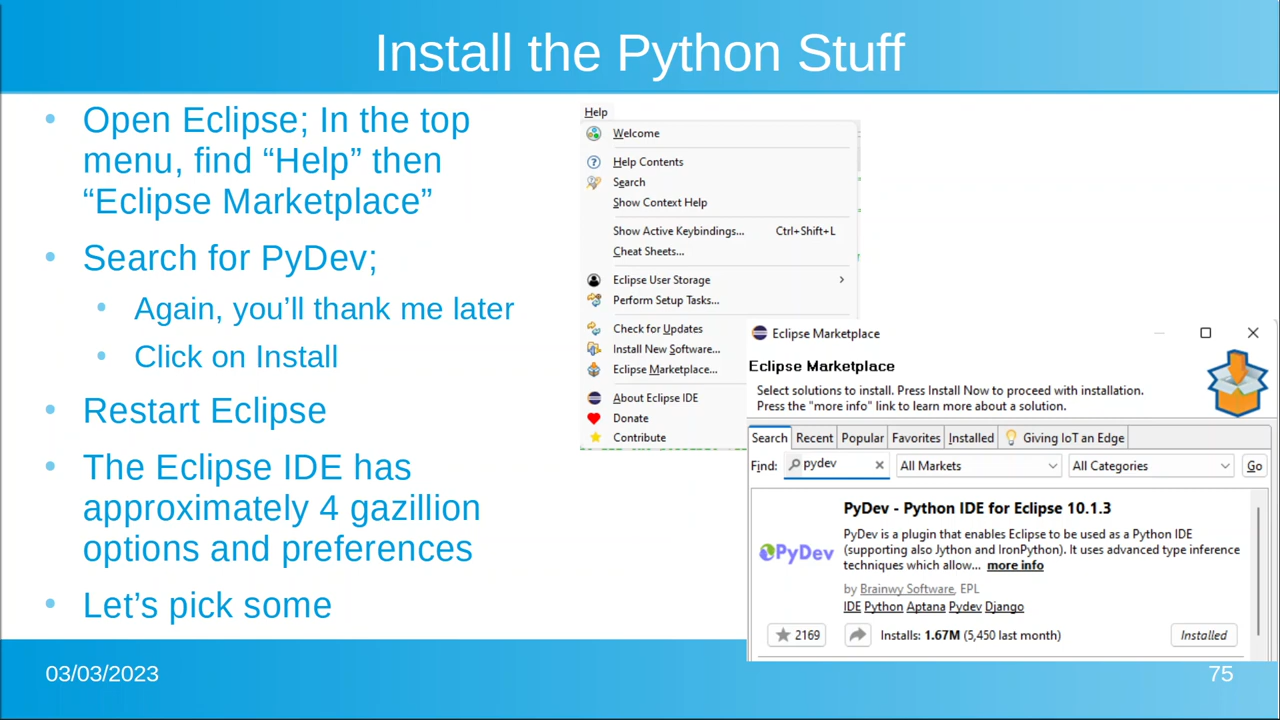 Install the Python Stuff
• Open Eclipse; In the top
menu, find “Help” then
“Eclipse Marketplace”
• Search for PyDev;
• Again, you’ll thank me later
• Click on Install
• Restart Eclipse
• The Eclipse IDE has
approximately 4 gazillion
options and preferences
• Let’s pick some
Help
Welcome
Help Contents
Search
Show Context Help
Show Active Keybindings... Ctrl+Shift+L
Cheat Sheets...
Eclipse User Storage
Perform Setup Tasks...
Check for Updates
Install New Software...
Eclipse Marketplace...
About Eclipse IDE
Donate
Contribute
Eclipse Marketplace
Eclipse Marketplace
Select solutions to install. Press Install Now to proceed with installation.
Press the "more info" link to learn more about a solution.
Search Recent Popular Favorites Installed Giving IoT an Edge
Find: pydev All Markets All Categories Go
PyDev - Python IDE for Eclipse 10.1.3
PyDev
PyDev is a plugin that enables Eclipse to be used as a Python IDE
(supporting also Jython and IronPython). It uses advanced type inference
techniques which allow... more info
by Brainwy Software, EPL
IDE Python Aptana Pydev Django
2169 Installs: 1.67M (5,450 last month) Installed
03/03/2023
75